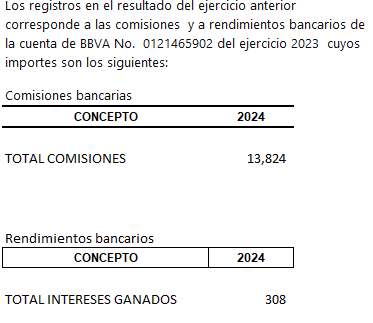 Los registros en el resultado del ejercicio anterior
corresponde a las comisiones y a rendimientos bancarios de
la cuenta de BBVA No. 0121465902 del ejercicio 2023 cuyos
importes son los siguientes:
Comisiones bancarias
CONCEPTO 2024
TOTAL COMISIONES 13,824
Rendimientos bancarios
CONCEPTO 2024
TOTAL INTERESES GANADOS 308